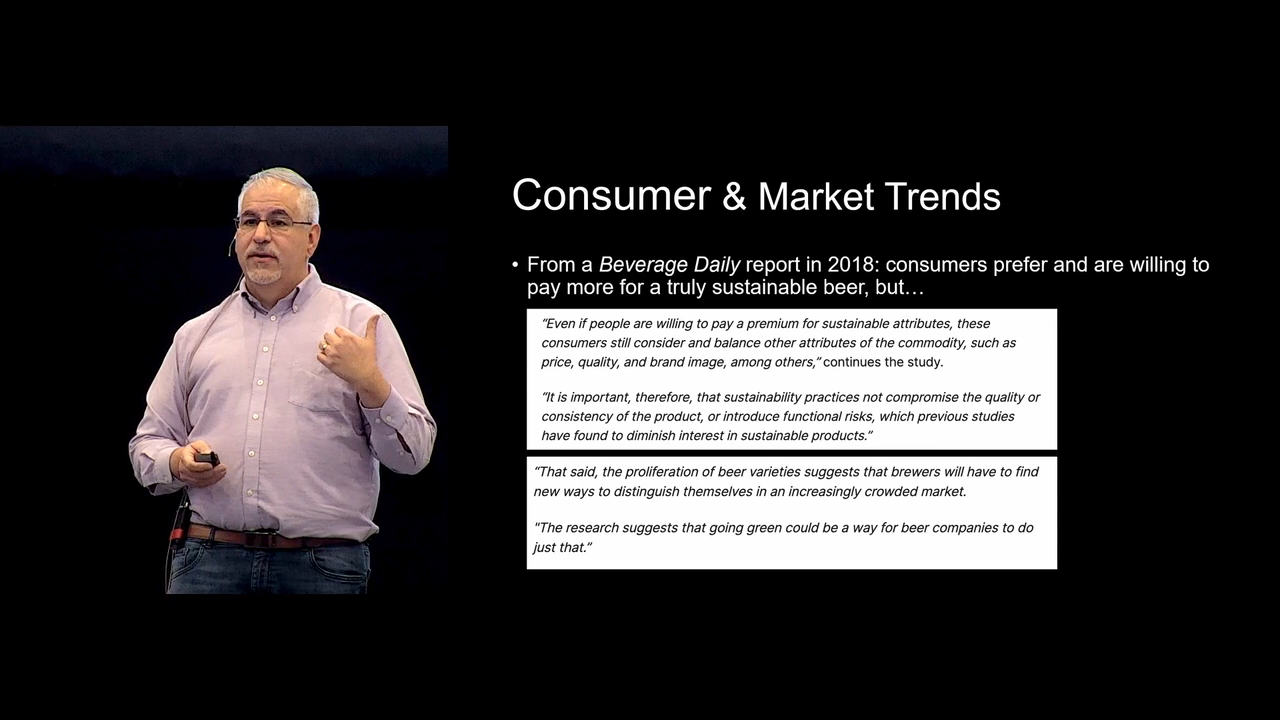 Consumer & Market Trends
• From a Beverage Daily report in 2018: consumers prefer and are willing to
pay more for a truly sustainable beer, but…
“Even if people are willing to pay a premium for sustainable attributes, these
consumers still consider and balance other attributes of the commodity, such as
price, quality, and brand image, among others,” continues the study.
“It is important, therefore, that sustainability practices not compromise the quality or
consistency of the product, or introduce functional risks, which previous studies
have found to diminish interest in sustainable products.”
“That said, the proliferation of beer varieties suggests that brewers will have to find
new ways to distinguish themselves in an increasingly crowded market.
"The research suggests that going green could be a way for beer companies to do
just that.”